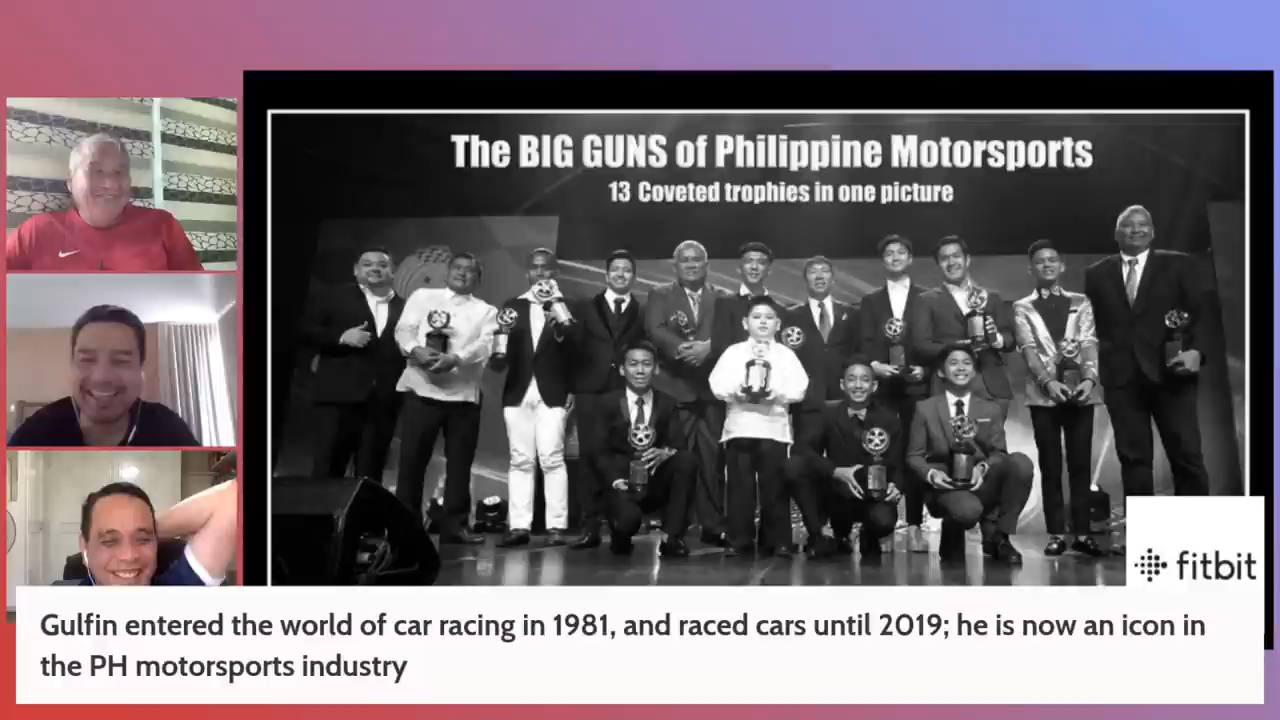 The BIG GUNS of Philippine Motorsports
13 Coveted trophies in one picture
fitbit
Gulfin entered the world of car racing in 1981, and raced cars until 2019; he is now an icon in
the PH motorsports industry